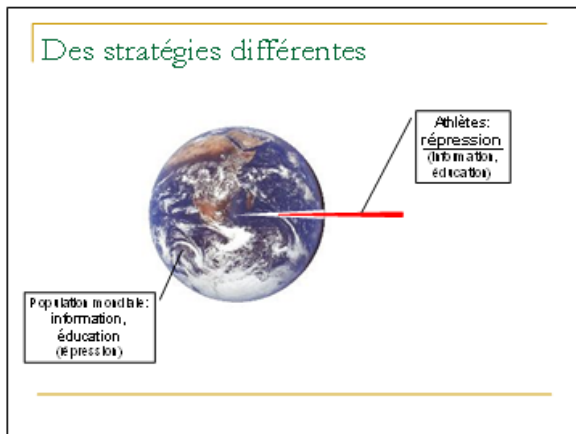 Des stratégies différentes
Athlètes:
répression
(information,
éducation)
Population mondiale:
information,
éducation
(répression)